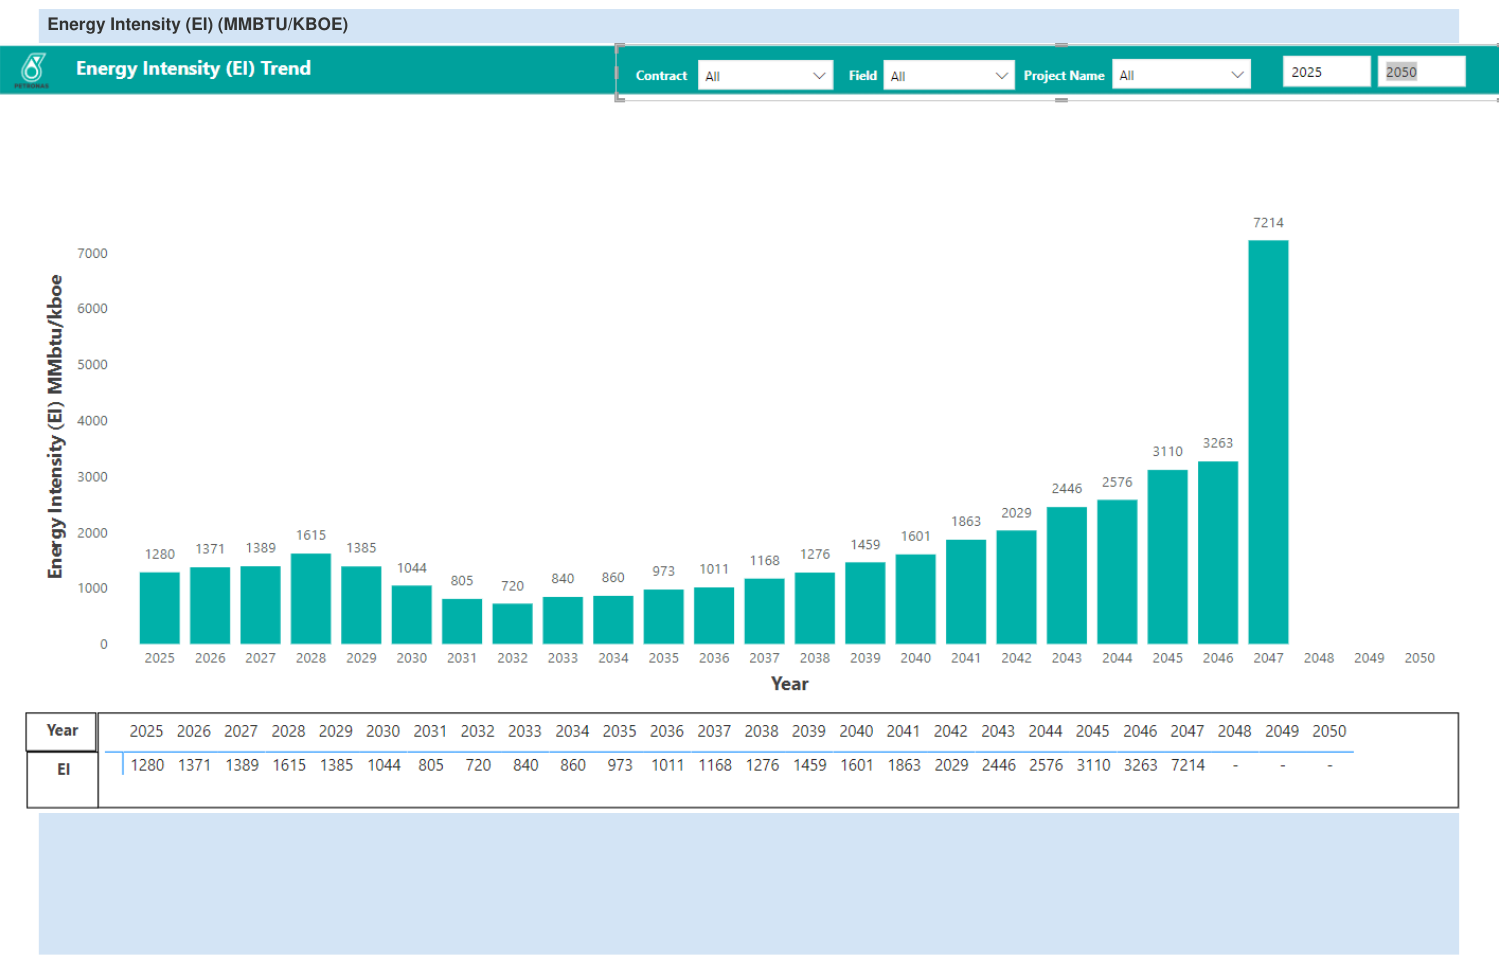 Energy Intensity (EI) (MMBTU/KBOE)
PETRONAS
Energy Intensity (EI) Trend
Contract All Field All Project Name All 2025 2050
Energy Intensity (EI) MMbtu/kboe
7000
6000
5000
4000
3000
2000
1000
0
1280 1371 1389 1615 1385 1044 805 720 840 860 973 1011 1168 1276 1459 1601 1863 2029 2446 2576 3110 3263 7214
2025 2026 2027 2028 2029 2030 2031 2032 2033 2034 2035 2036 2037 2038 2039 2040 2041 2042 2043 2044 2045 2046 2047 2048 2049 2050
Year
Year 2025 2026 2027 2028 2029 2030 2031 2032 2033 2034 2035 2036 2037 2038 2039 2040 2041 2042 2043 2044 2045 2046 2047 2048 2049 2050
EI 1280 1371 1389 1615 1385 1044 805 720 840 860 973 1011 1168 1276 1459 1601 1863 2029 2446 2576 3110 3263 7214 - - -